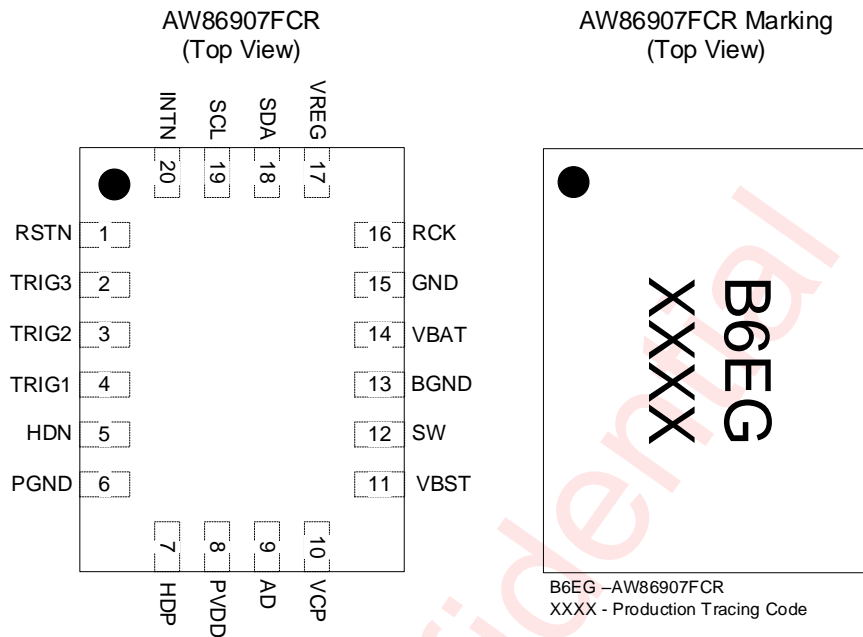 AW86907FCR
(Top View)
AW86907FCR Marking
(Top View)
INTN
SCL
SDA
VREG
20
19
18
17
RSTN 1
16 RCK
TRIG3 2
15 GND
TRIG2 3
14 VBAT
TRIG1 4
13 BGND
HDN 5
12 SW
PGND 6
11 VBST
7
8
9
10
HDP
PVDD
AD
VCP
B6EG
XXXX
B6EG –AW86907FCR
XXXX - Production Tracing Code
fidential